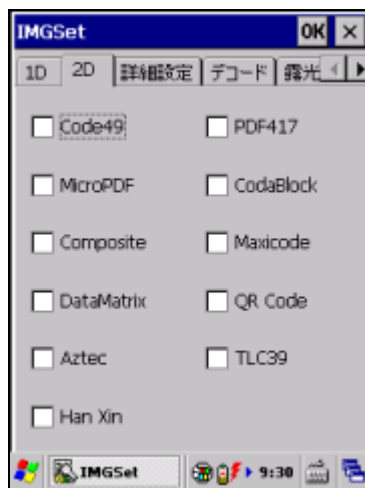 IMGSet OK ×
1D 2D 詳細設定 デコード 露光
Code49 PDF417
MicroPDF CodaBlock
Composite Maxicode
DataMatrix QR Code
Aztec TLC39
Han Xin
IMGSet 9:30